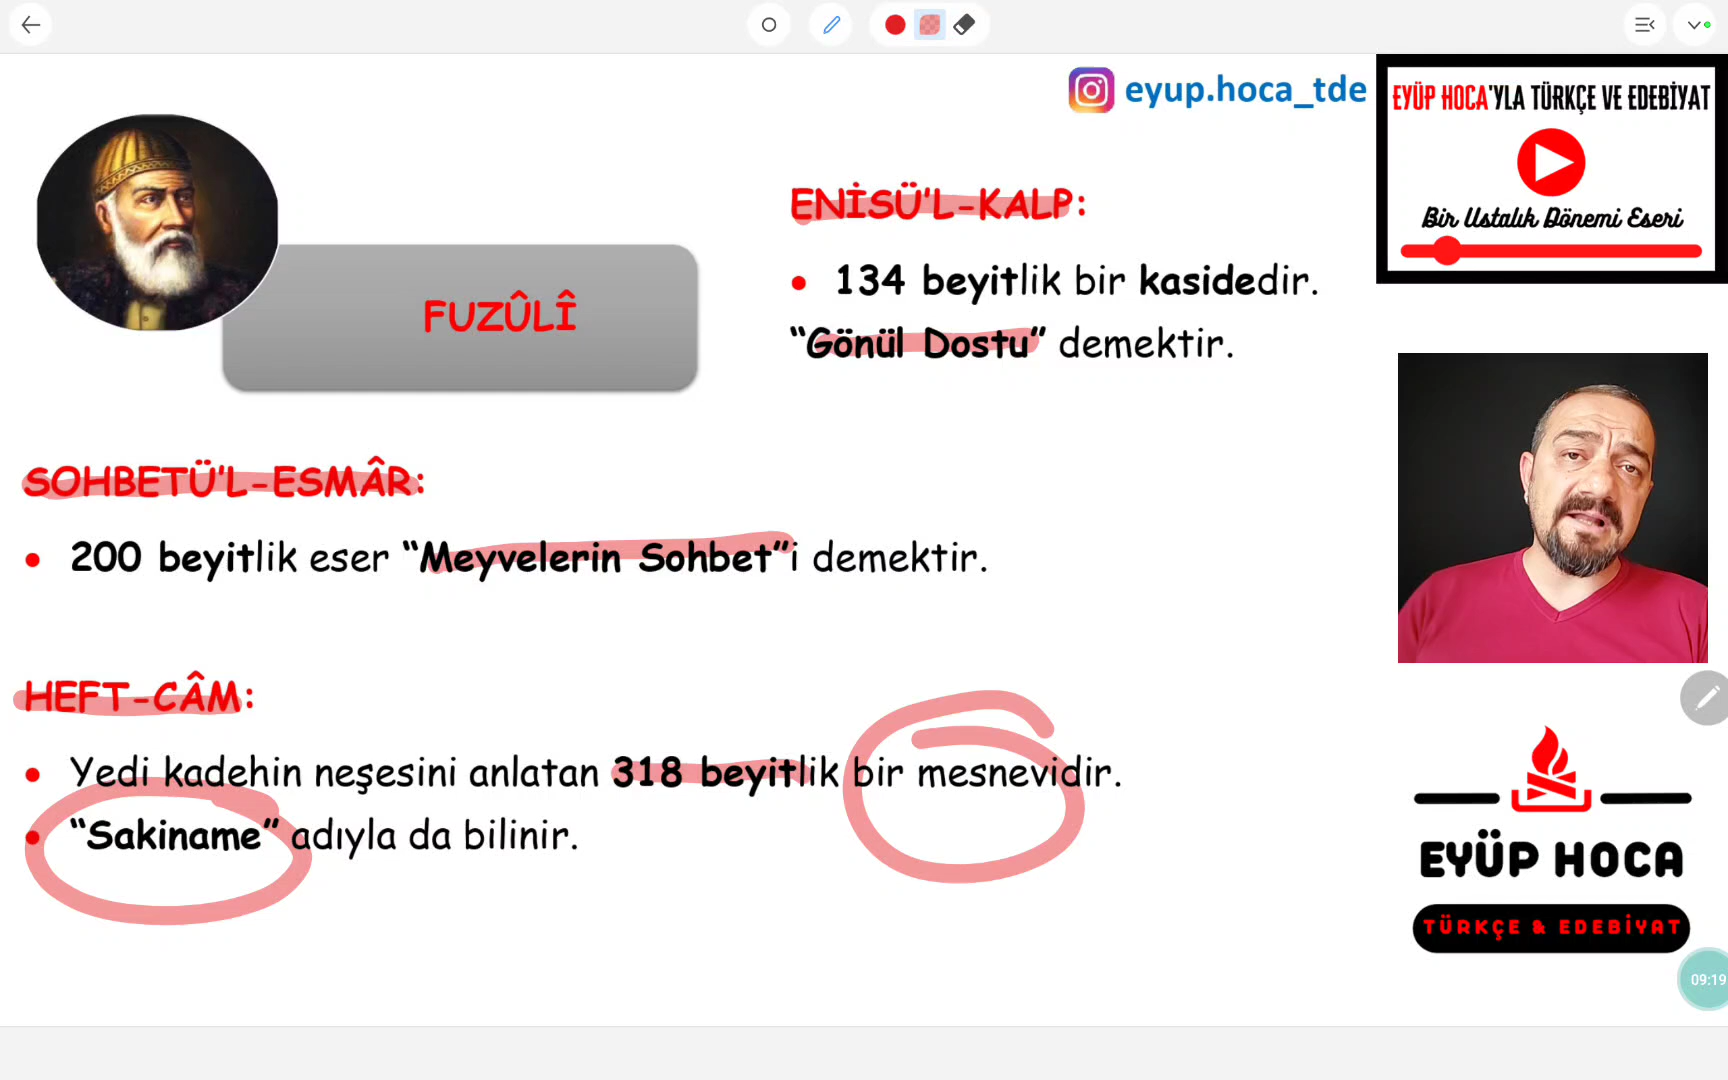 eyup.hoca_tde
EYÜP HOCA'YLA TÜRKÇE VE EDEBİYAT
Bir Ustalık Dönemi Eseri
FUZÛLÎ
ENİSÜ'L-KALP:
• 134 beyitlik bir kasidedir.
“Gönül Dostu” demektir.
SOHBETÜ'L-ESMÂR:
• 200 beyitlik eser “Meyvelerin Sohbet”i demektir.
HEFT-CÂM:
• Yedi kadehin neşesini anlatan 318 beyitlik bir mesnevidir.
• “Sakiname” adıyla da bilinir.
EYÜP HOCA
TÜRKÇE & EDEBİYAT
09:19